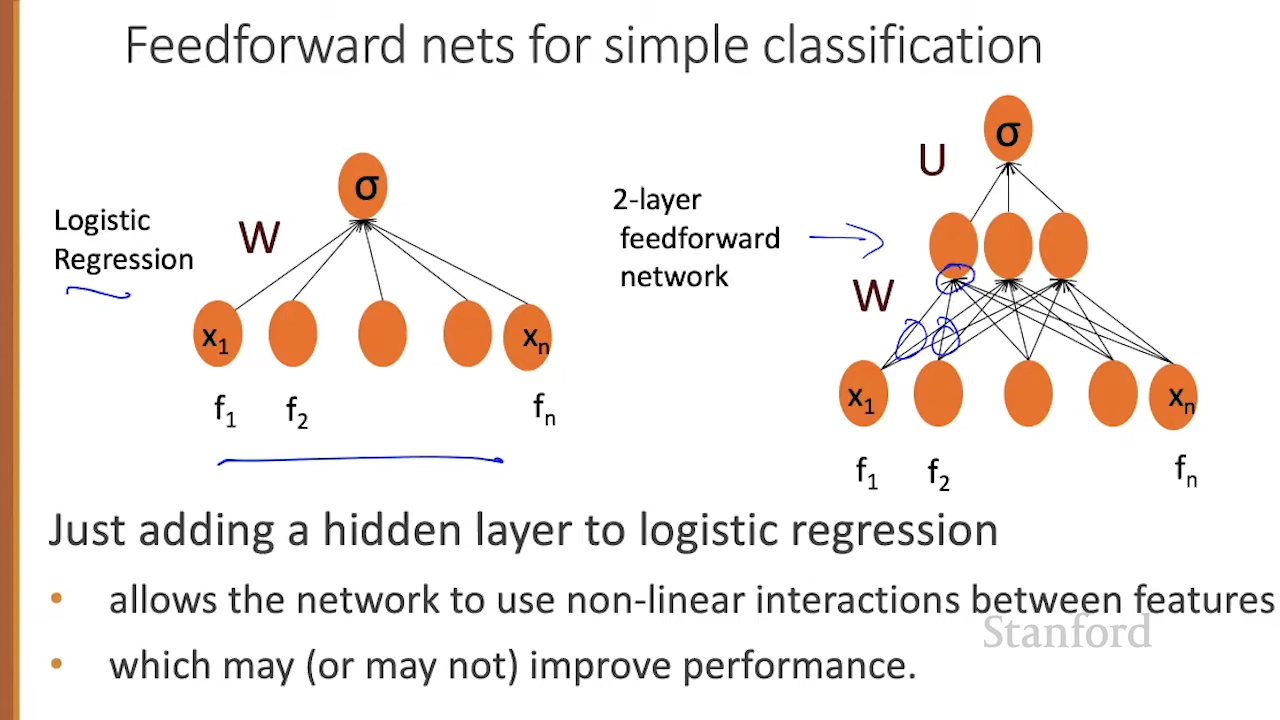 Feedforward nets for simple classification
Logistic
Regression
W
σ
x1
xn
f1
f2
fn
2-layer
feedforward
network
U
σ
W
x1
xn
f1
f2
fn
Just adding a hidden layer to logistic regression
• allows the network to use non-linear interactions between features
• which may (or may not) improve performance.
Stanford